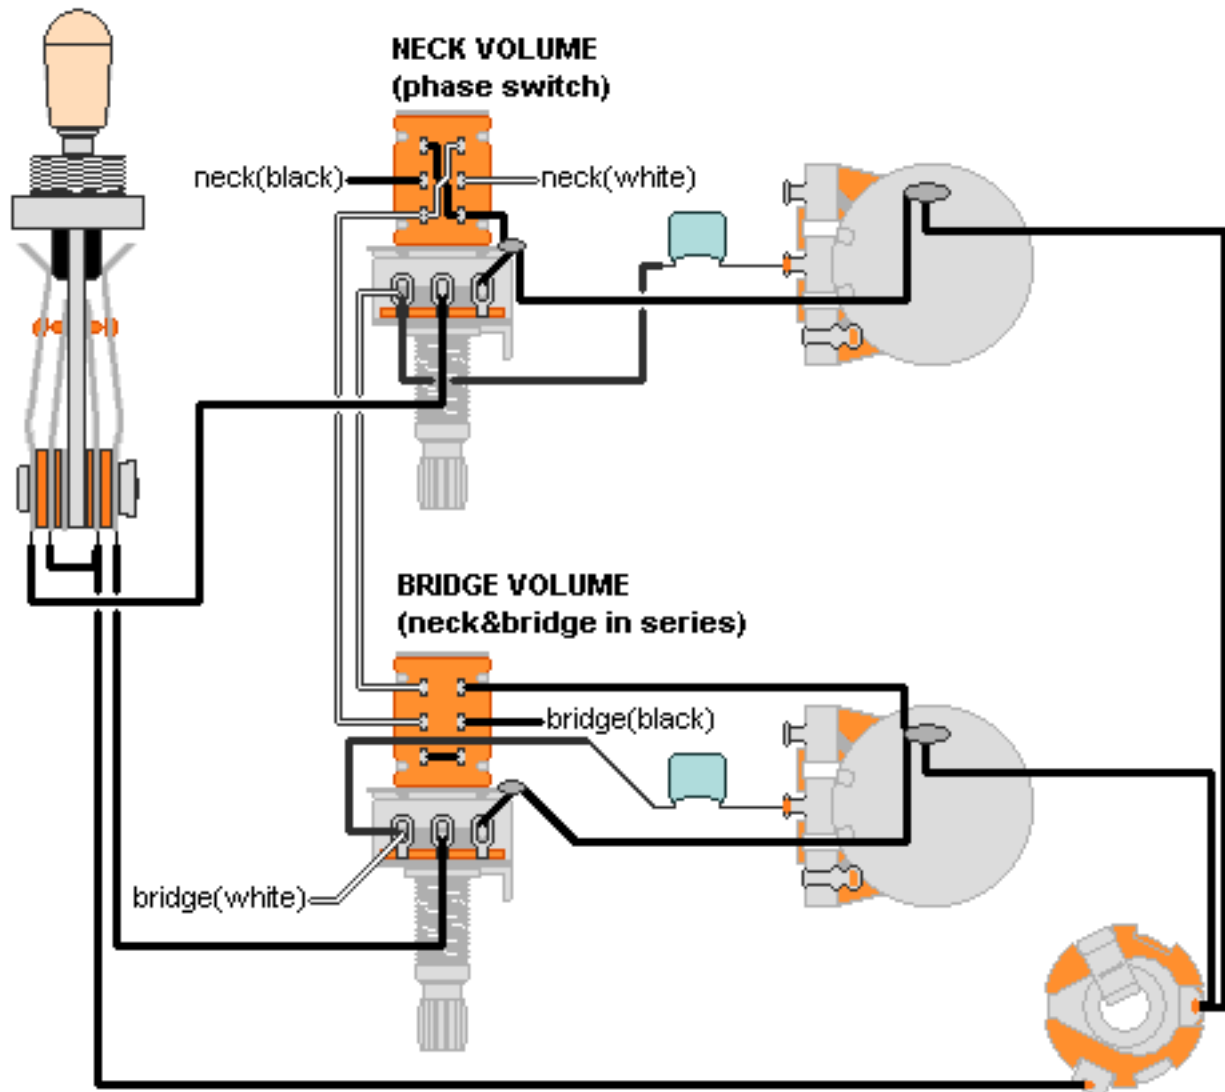 NECK VOLUME
(phase switch)
neck(black)
neck(white)
BRIDGE VOLUME
(neck&bridge in series)
bridge(black)
bridge(white)